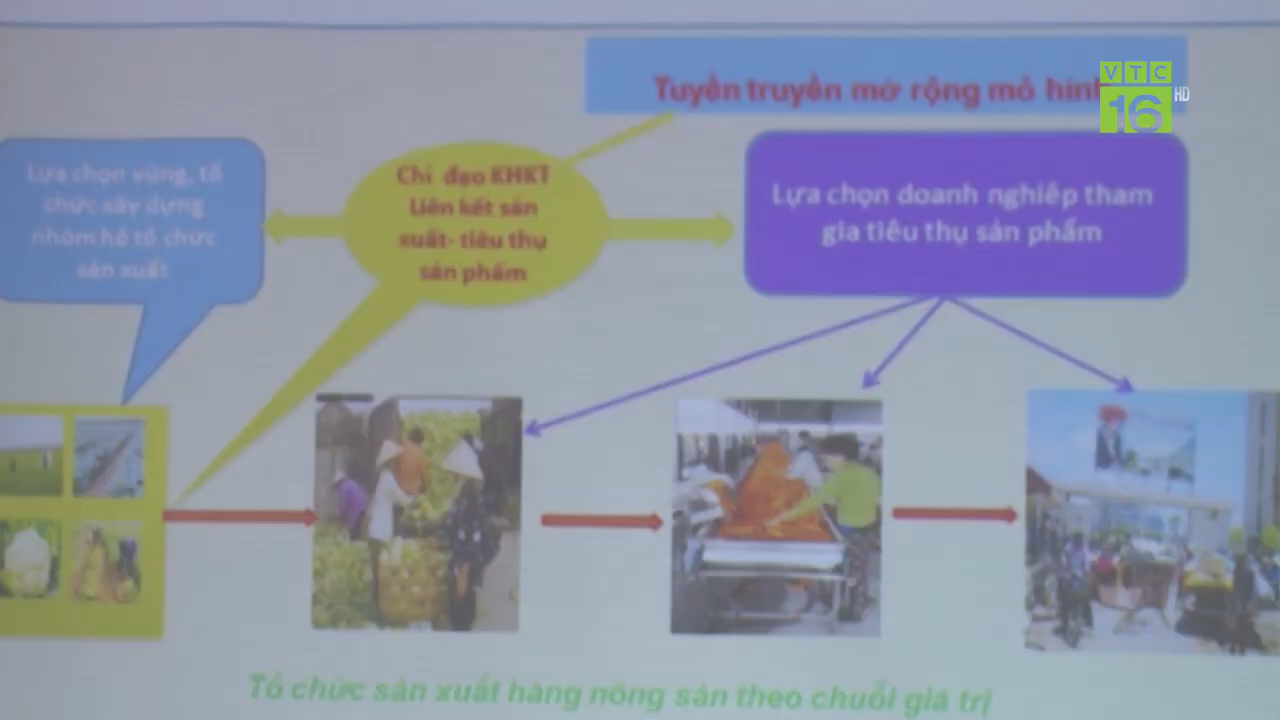 Tuyền truyền mở rộng mô hình
VTC
16
HD
Lựa chọn vùng, tổ
chức xây dựng
nhóm hộ tổ chức
sản xuất
Chỉ đạo KHKT
Liên kết sản
xuất- tiêu thụ
sản phẩm
Lựa chọn doanh nghiêp tham
gia tiêu thụ sản phẩm
Tổ chức sản xuất hàng nông sản theo chuỗi giá trị